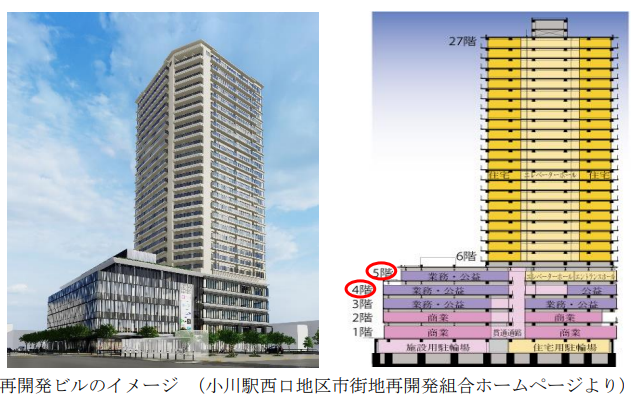 27階
住宅 エレベーターホール 住宅
6階
5階 業務・公益 エレベーターホール エントランスホール
4階 業務・公益 公益
3階 業務・公益 業務・公益
2階 商業 商業
1階 商業 貫通通路 商業
施設用駐輪場 住宅用駐輪場
再開発ビルのイメージ (小川駅西口地区市街地再開発組合ホームページより)